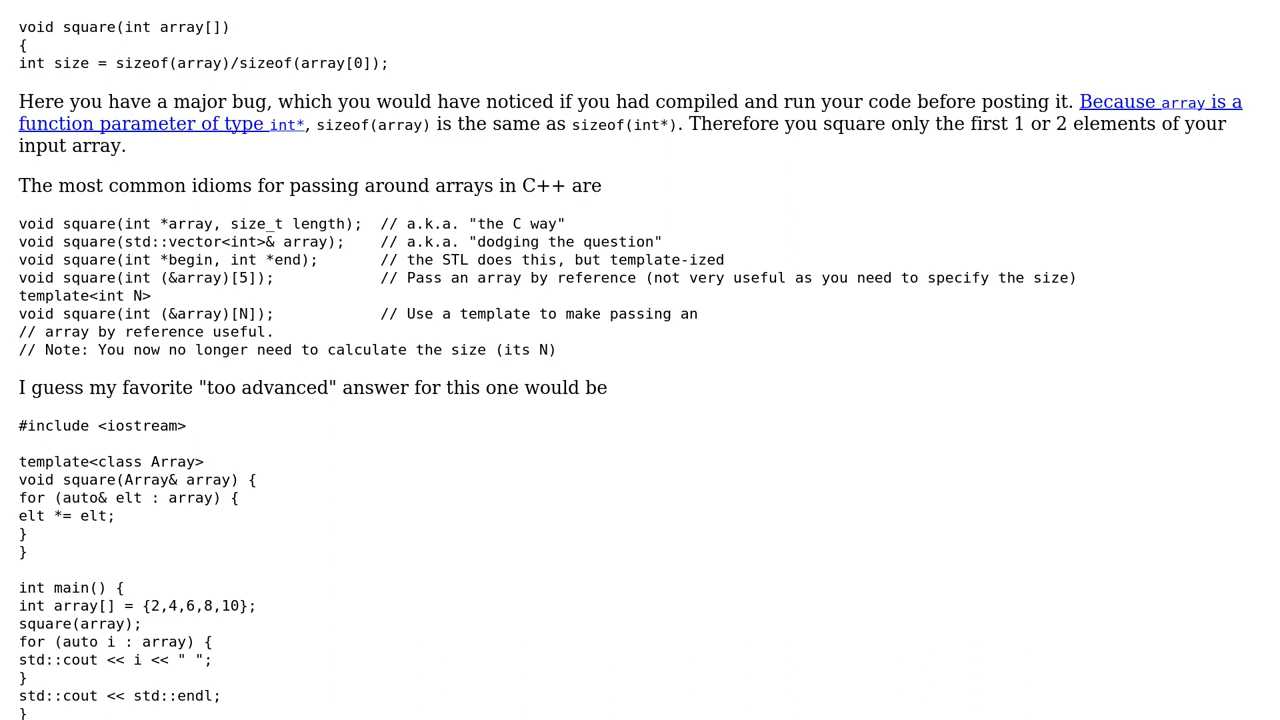 void square(int array[])
{
int size = sizeof(array)/sizeof(array[0]);
Here you have a major bug, which you would have noticed if you had compiled and run your code before posting it. Because array is a
function parameter of type int*, sizeof(array) is the same as sizeof(int*). Therefore you square only the first 1 or 2 elements of your
input array.
The most common idioms for passing around arrays in C++ are
void square(int *array, size_t length);  // a.k.a. "the C way"
void square(std::vector<int>& array);    // a.k.a. "dodging the question"
void square(int *begin, int *end);       // the STL does this, but template-ized
void square(int (&array)[5]);            // Pass an array by reference (not very useful as you need to specify the size)
template<int N>
void square(int (&array)[N]);            // Use a template to make passing an
// array by reference useful.
// Note: You now no longer need to calculate the size (its N)
I guess my favorite "too advanced" answer for this one would be
#include <iostream>
template<class Array>
void square(Array& array) {
for (auto& elt : array) {
elt *= elt;
}
}
int main() {
int array[] = {2,4,6,8,10};
square(array);
for (auto i : array) {
std::cout << i << " ";
}
std::cout << std::endl;
}